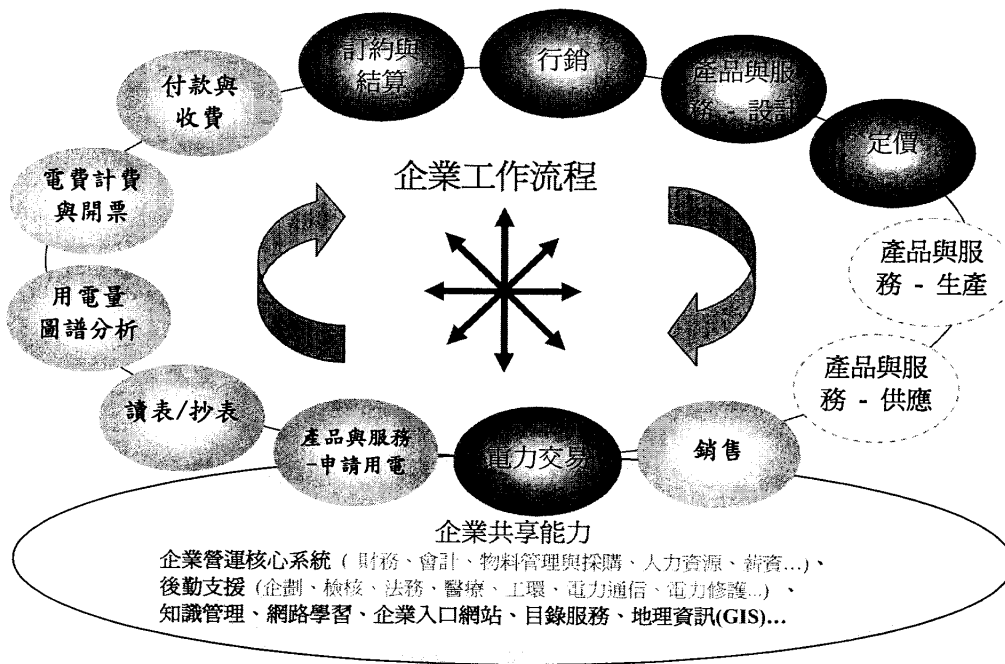 訂約與
結算
行銷
產品與服
務 - 設計
定價
付款與
收費
電費計費
與開票
用電量
圖譜分析
讀表/抄表
產品與服務
-申請用電
電力交易
銷售
產品與服
務 - 供應
產品與服
務 - 生產
企業工作流程
企業共享能力
企業營運核心系統 ( 財務、會計、物料管理與採購、人力資源、薪資...)、
後勤支援 (企劃、檢核、法務、醫療、工環、電力通信、電力修護...) 、
知識管理、網路學習、企業入口網站、目錄服務、地理資訊(GIS)...